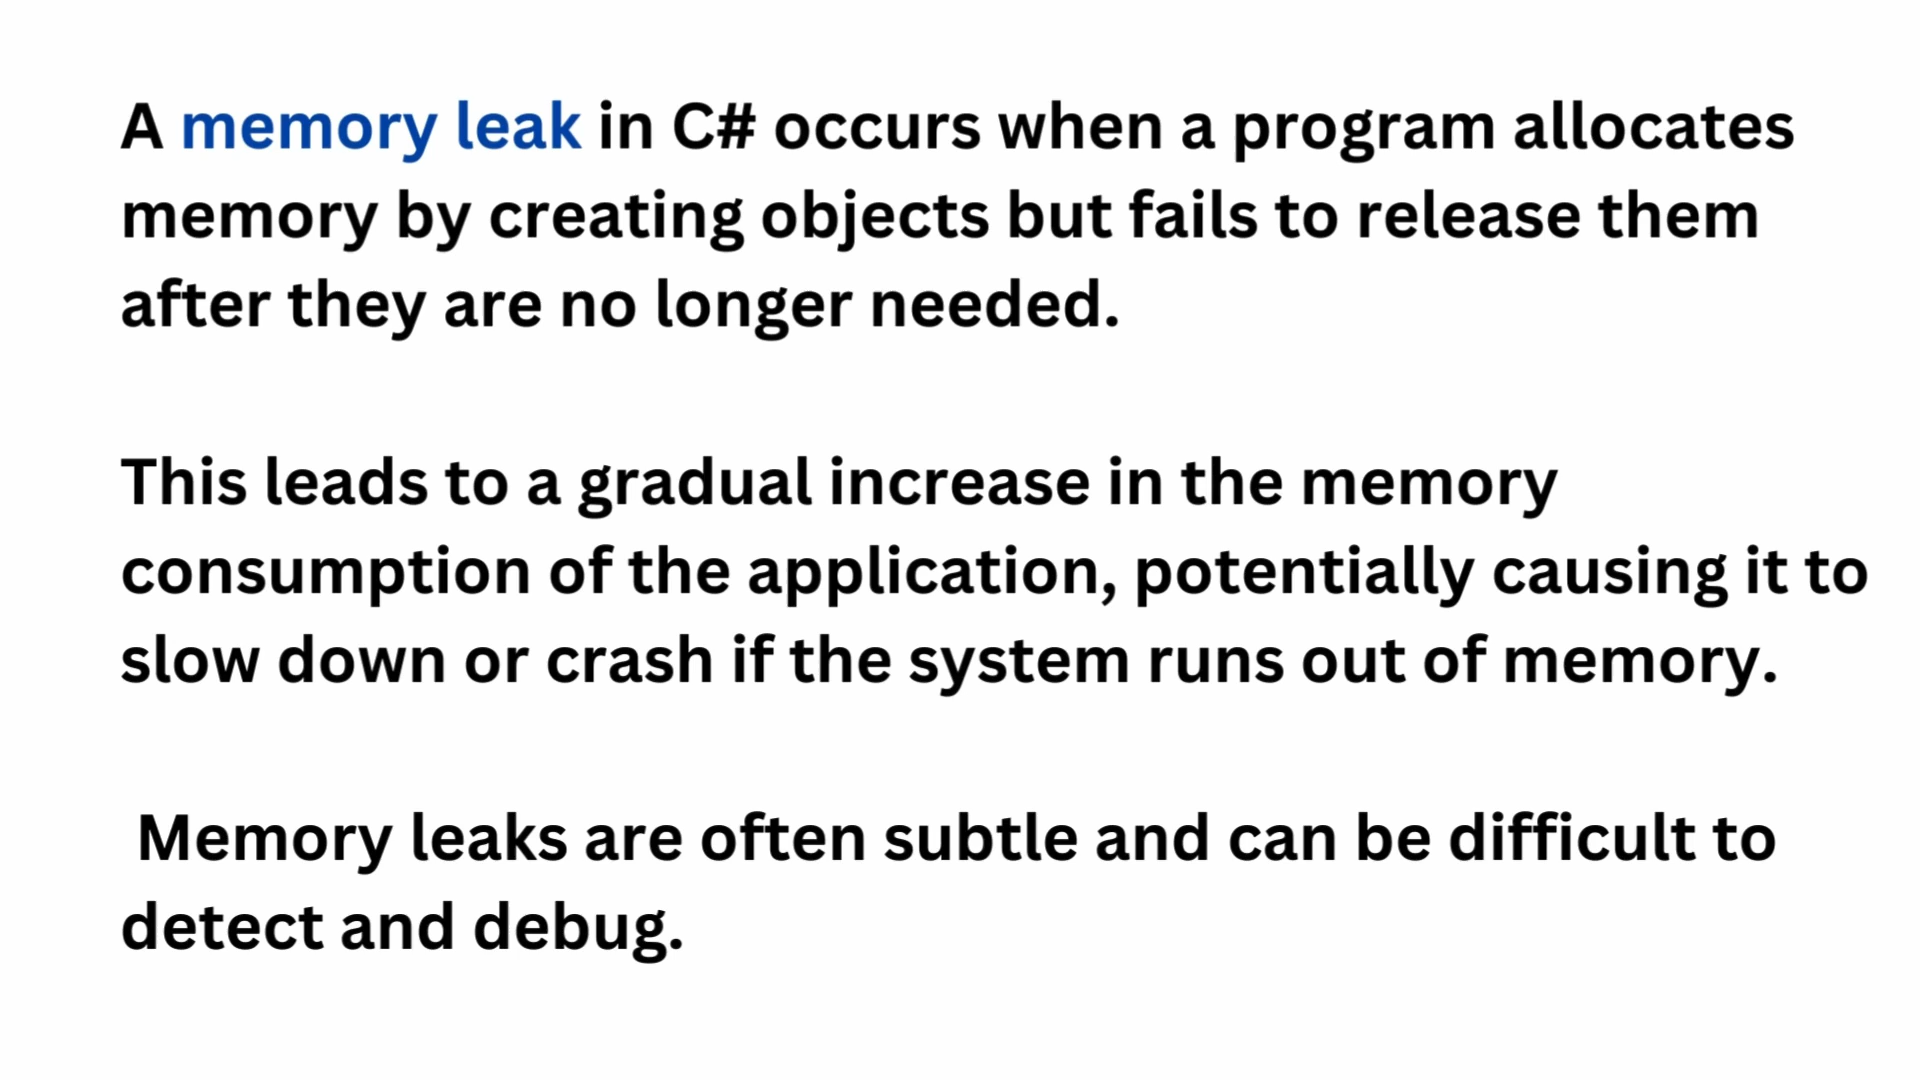 A memory leak in C# occurs when a program allocates
memory by creating objects but fails to release them
after they are no longer needed.
This leads to a gradual increase in the memory
consumption of the application, potentially causing it to
slow down or crash if the system runs out of memory.
Memory leaks are often subtle and can be difficult to
detect and debug.